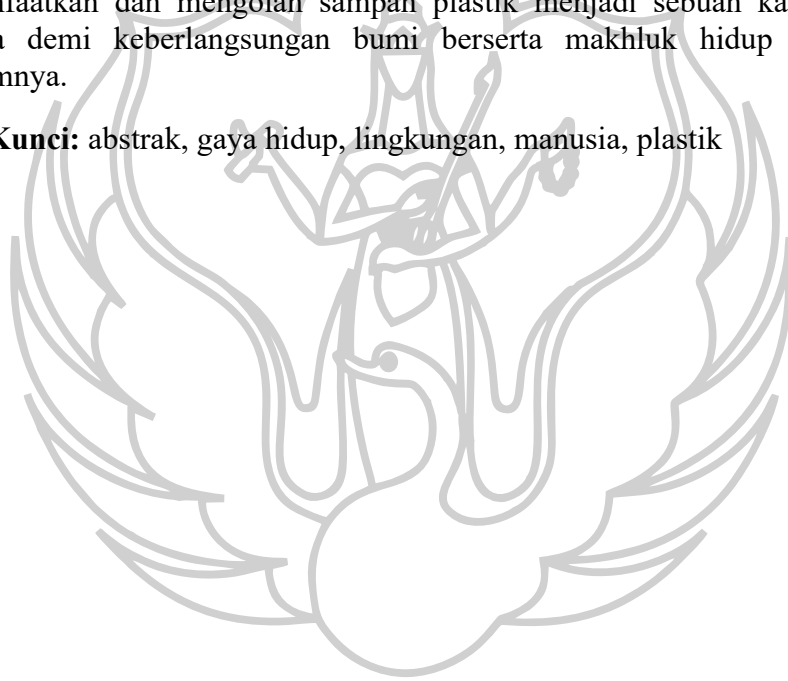 faatkan dan mengolah sampah plastik menjadi sebuah ka
a demi keberlangsungan bumi berserta makhluk hidup
mnya.
Kunci: abstrak, gaya hidup, lingkungan, manusia, plastik